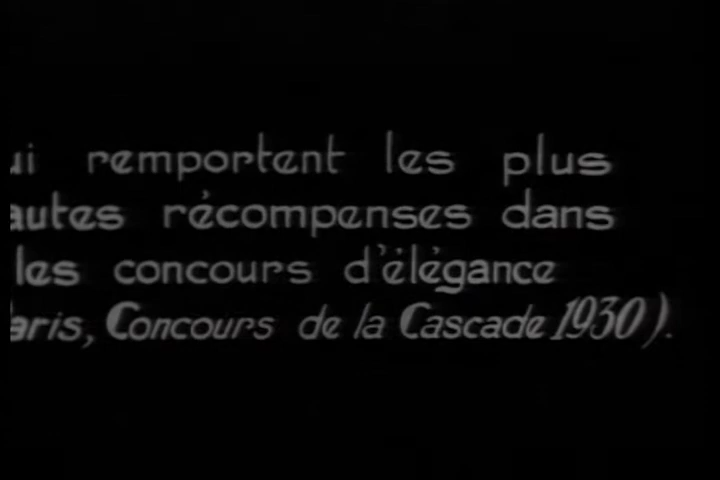 ui remportent les plus
autes récompenses dans
les concours d'élégance
aris, Concours de la Cascade 1930).